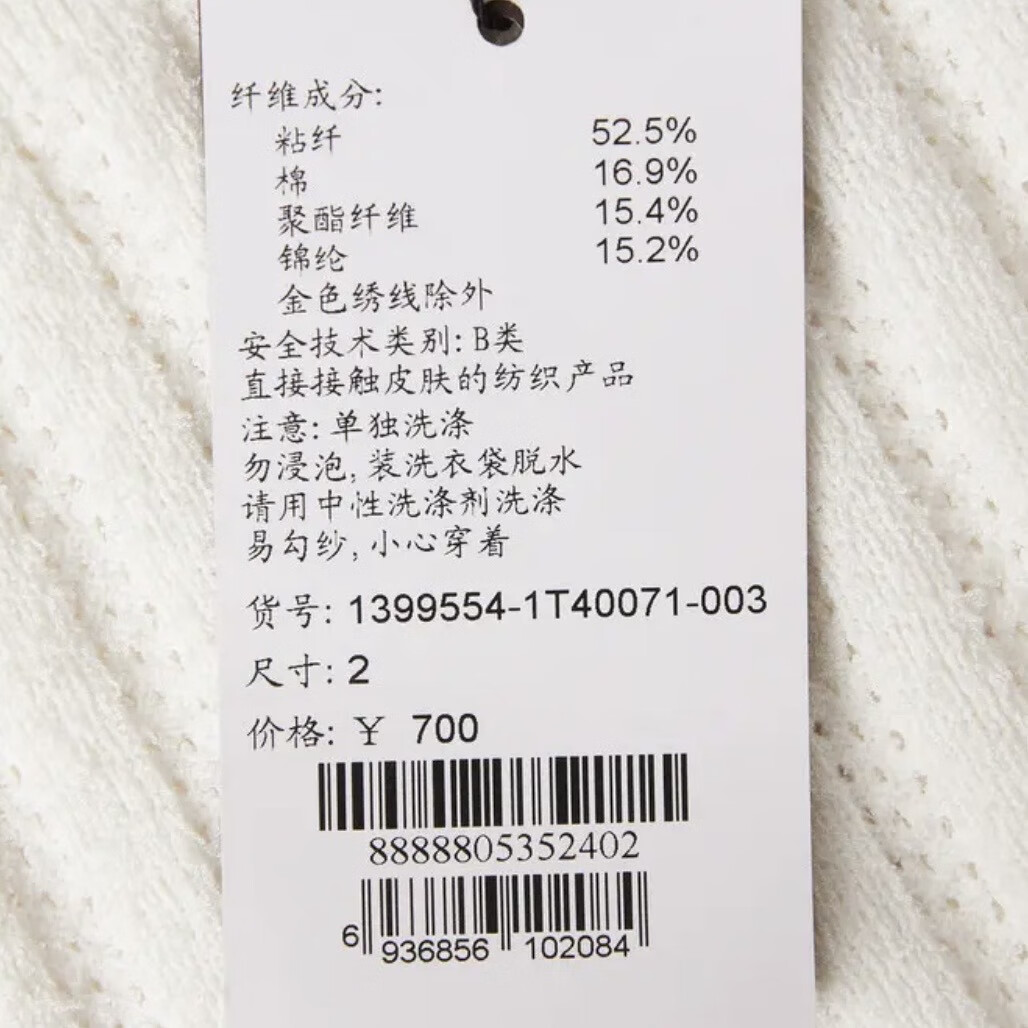 纤维成分:
粘纤 52.5%
棉 16.9%
聚酯纤维 15.4%
锦纶 15.2%
金色绣线除外
安全技术类别: B类
直接接触皮肤的纺织产品
注意: 单独洗涤
勿浸泡, 装洗衣袋脱水
请用中性洗涤剂洗涤
易勾纱, 小心穿着
货号: 1399554-1T40071-003
尺寸: 2
价格: ¥ 700
8888805352402
6 936856 102084